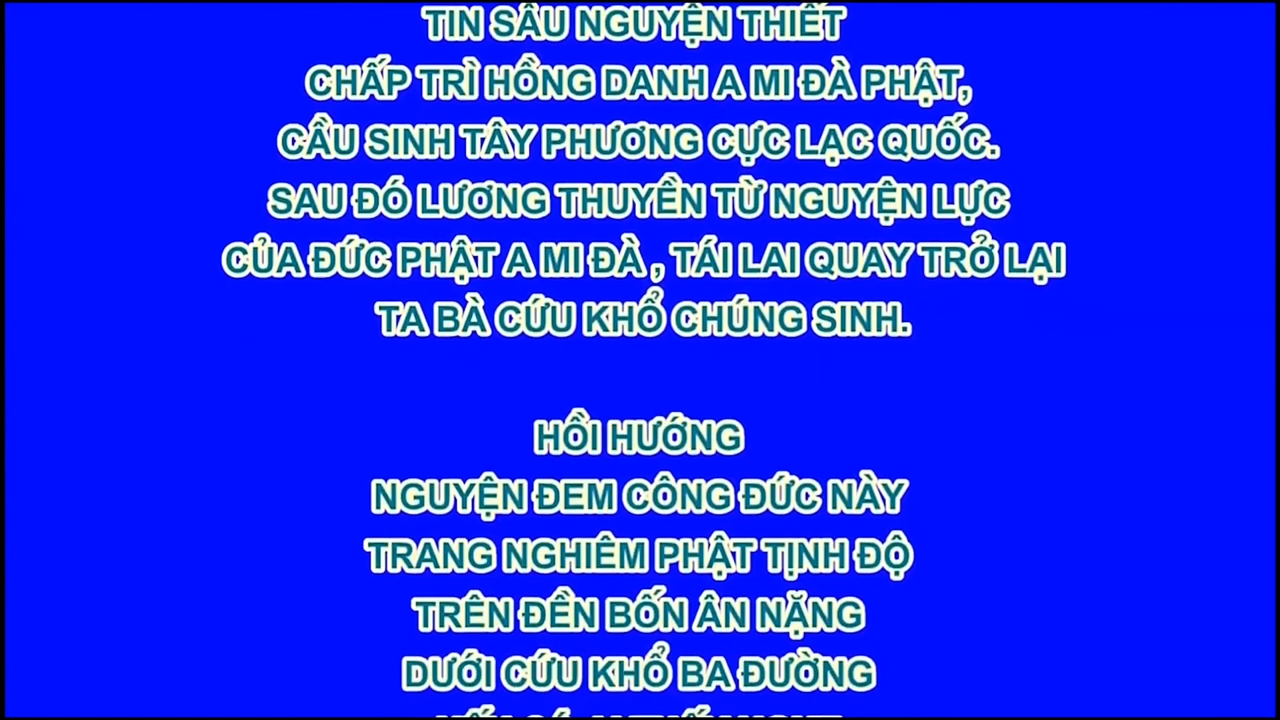 TIN SÂU NGUYỆN THIẾT
CHẤP TRÌ HỒNG DANH A MI ĐÀ PHẬT,
CẦU SINH TÂY PHƯƠNG CỰC LẠC QUỐC.
SAU ĐÓ LƯƠNG THUYỀN TỪ NGUYỆN LỰC
CỦA ĐỨC PHẬT A MI ĐÀ , TÁI LAI QUAY TRỞ LẠI
TA BÀ CỨU KHỔ CHÚNG SINH.
HỒI HƯỚNG
NGUYỆN ĐEM CÔNG ĐỨC NÀY
TRANG NGHIÊM PHẬT TỊNH ĐỘ
TRÊN ĐỀN BỐN ÂN NẶNG
DƯỚI CỨU KHỔ BA ĐƯỜNG